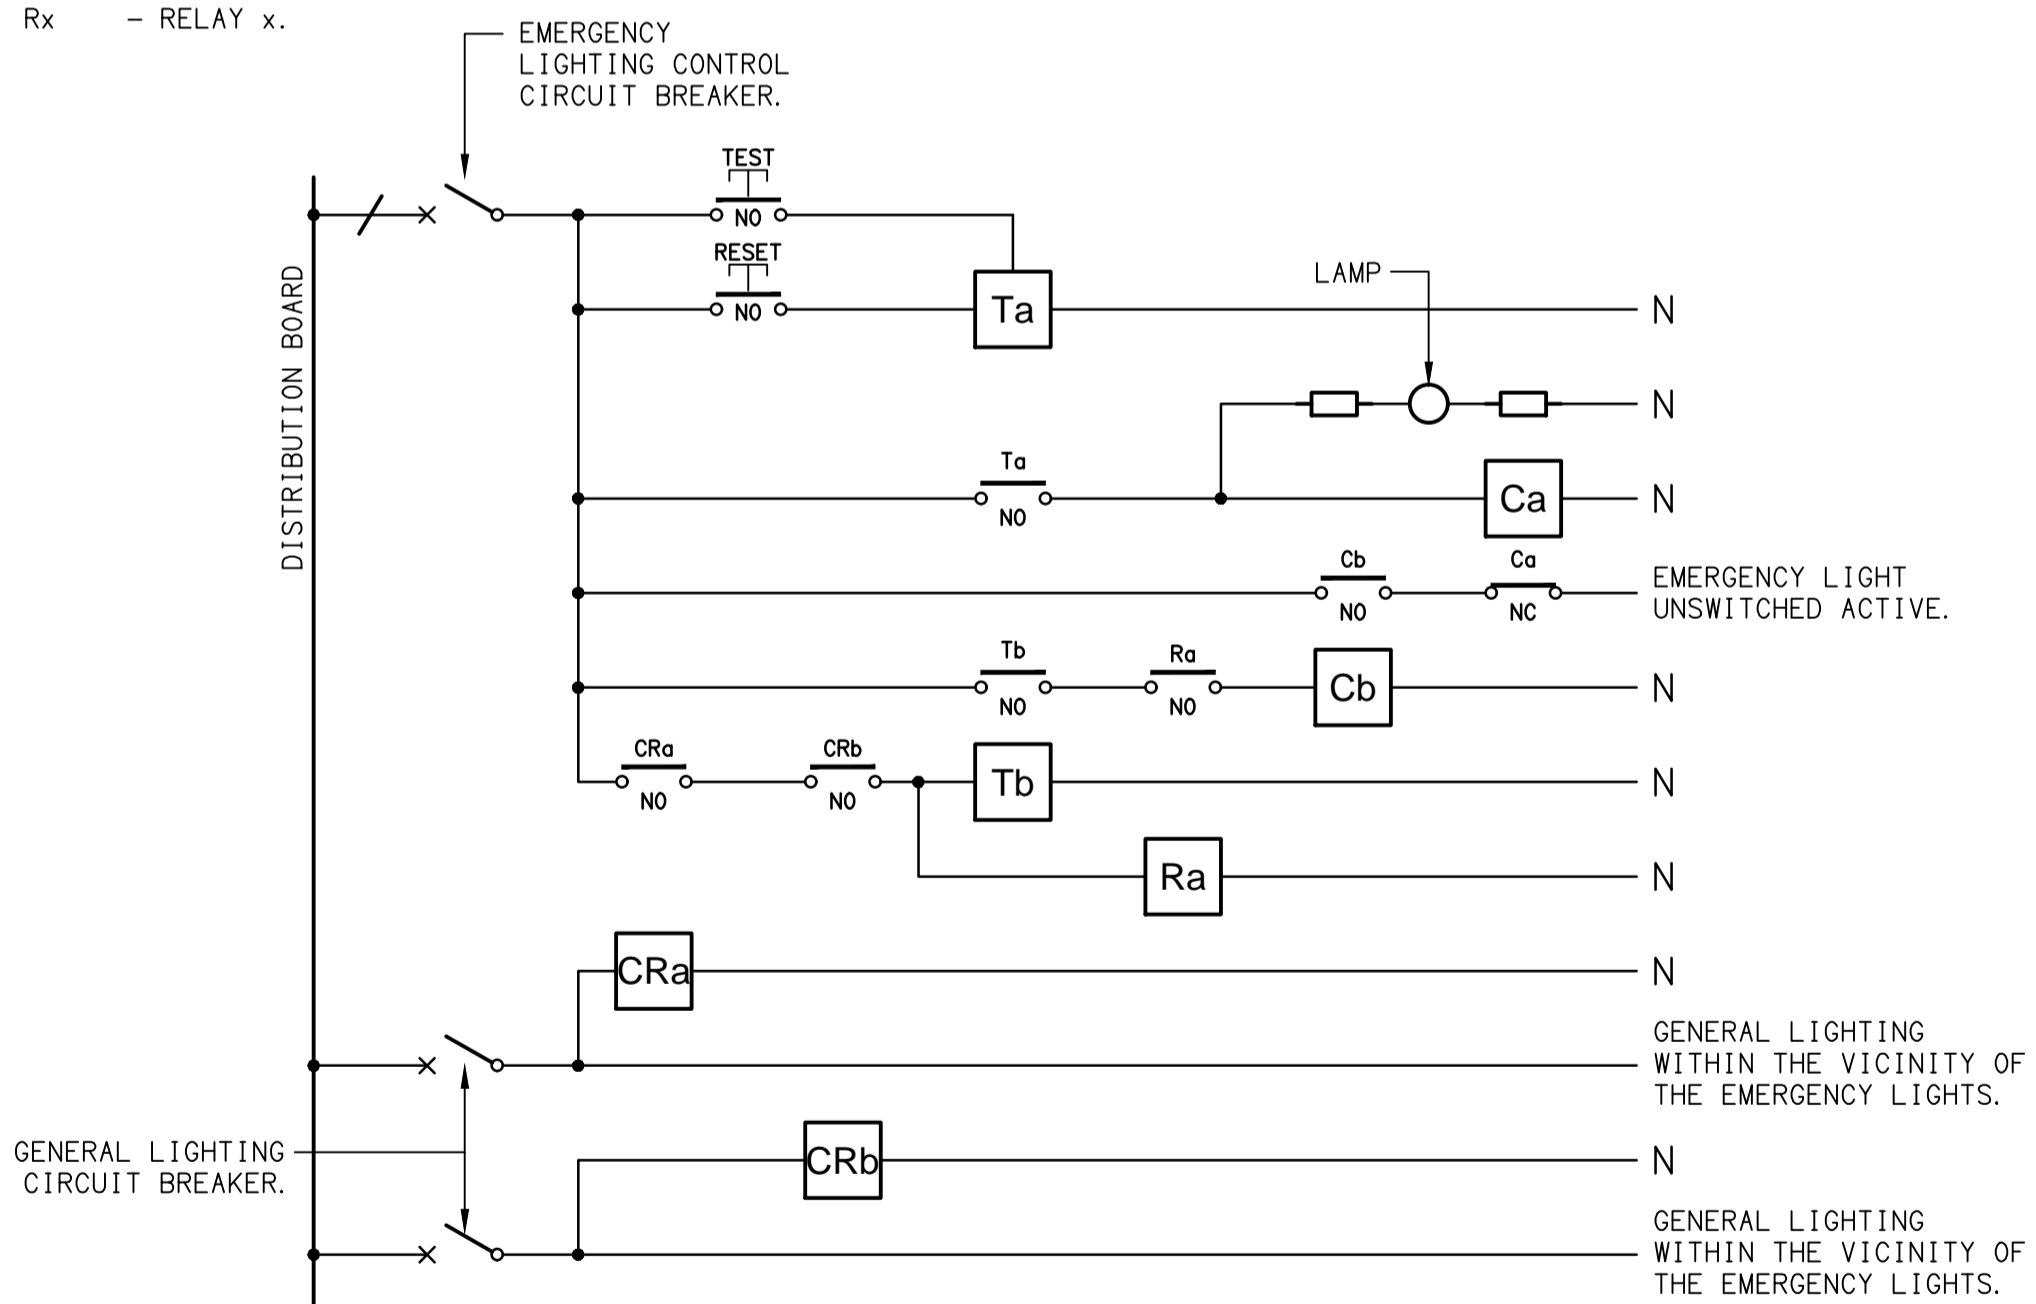 Rx - RELAY x.
EMERGENCY
LIGHTING CONTROL
CIRCUIT BREAKER.
TEST
NO
RESET
NO
DISTRIBUTION BOARD
Ta
N
LAMP
N
Ta
NO
Ca
N
Cb
NO
Ca
NC
EMERGENCY LIGHT
UNSWITCHED ACTIVE.
Tb
NO
Ra
NO
Cb
N
CRa
NO
CRb
NO
Tb
N
Ra
N
CRa
N
GENERAL LIGHTING
WITHIN THE VICINITY OF
THE EMERGENCY LIGHTS.
GENERAL LIGHTING
CIRCUIT BREAKER.
CRb
N
GENERAL LIGHTING
WITHIN THE VICINITY OF
THE EMERGENCY LIGHTS.